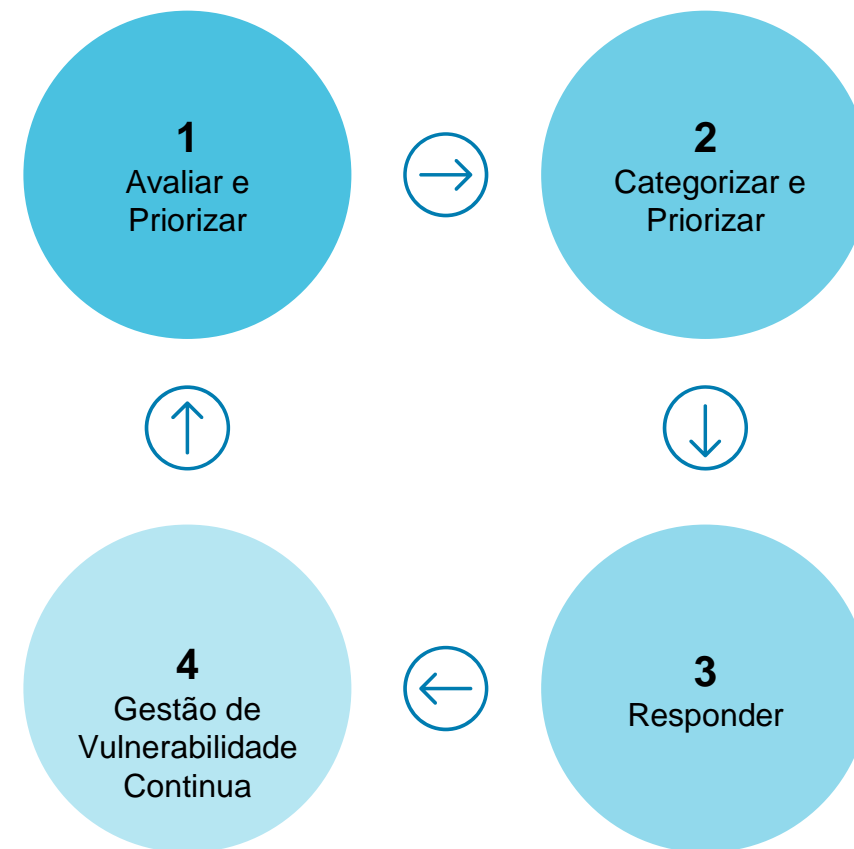 1
Avaliar e
Priorizar
2
Categorizar e
Priorizar
4
Gestão de
Vulnerabilidade
Continua
3
Responder